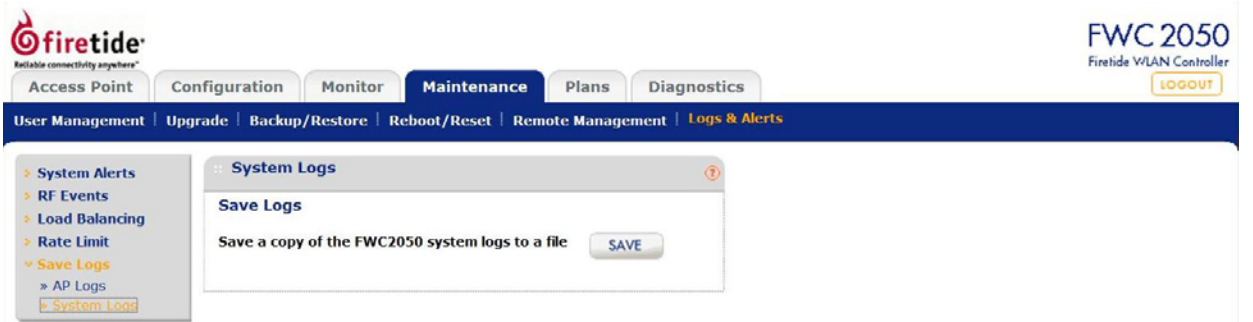 firetide
Reliable connectivity anywhere™
FWC 2050
Firetide WLAN Controller
LOGOUT
Access Point Configuration Monitor Maintenance Plans Diagnostics
User Management | Upgrade | Backup/Restore | Reboot/Reset | Remote Management | Logs & Alerts
System Alerts
RF Events
Load Balancing
Rate Limit
Save Logs
» AP Logs
» System Logs
:: System Logs
?
Save Logs
Save a copy of the FWC2050 system logs to a file SAVE